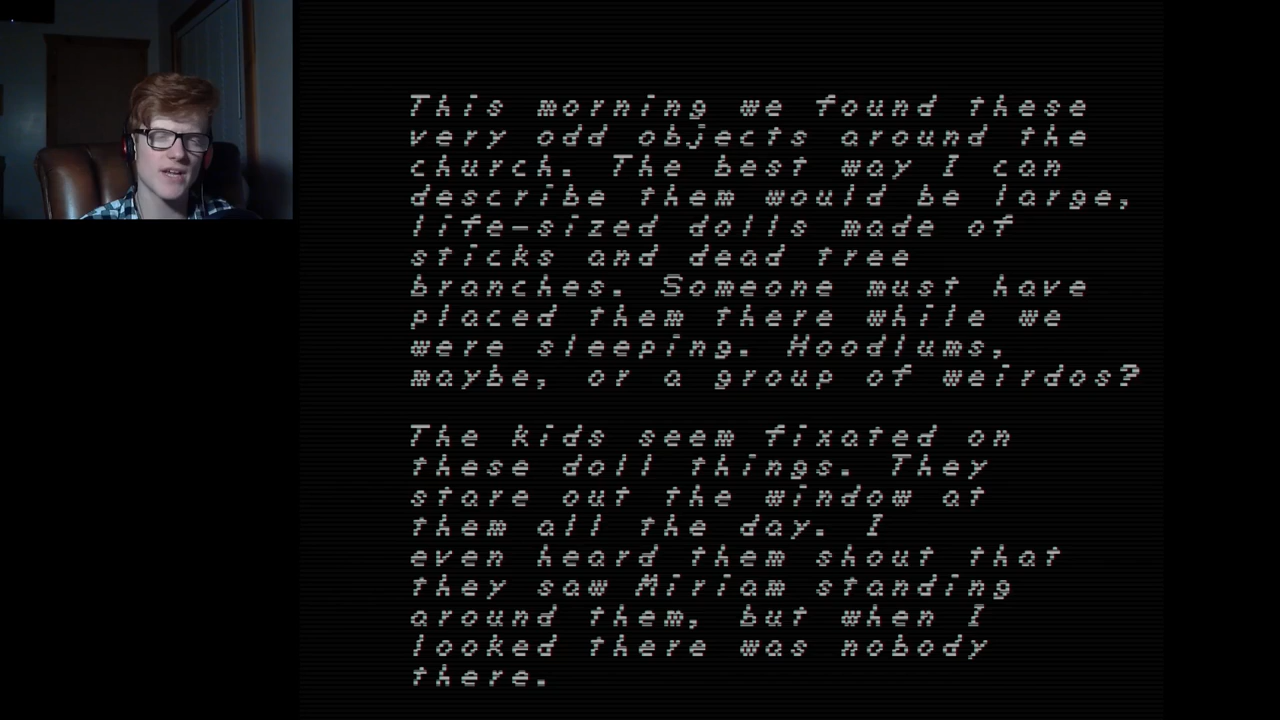 This morning we found these
very odd objects around the
church. The best way I can
describe them would be large,
life-sized dolls made of
sticks and dead tree
branches. Someone must have
placed them there while we
were sleeping. Hoodlums,
maybe, or a group of weirdos?
The kids seem fixated on
these doll things. They
stare out the window at
them all the day. I
even heard them shout that
they saw Miriam standing
around them, but when I
looked there was nobody
there.